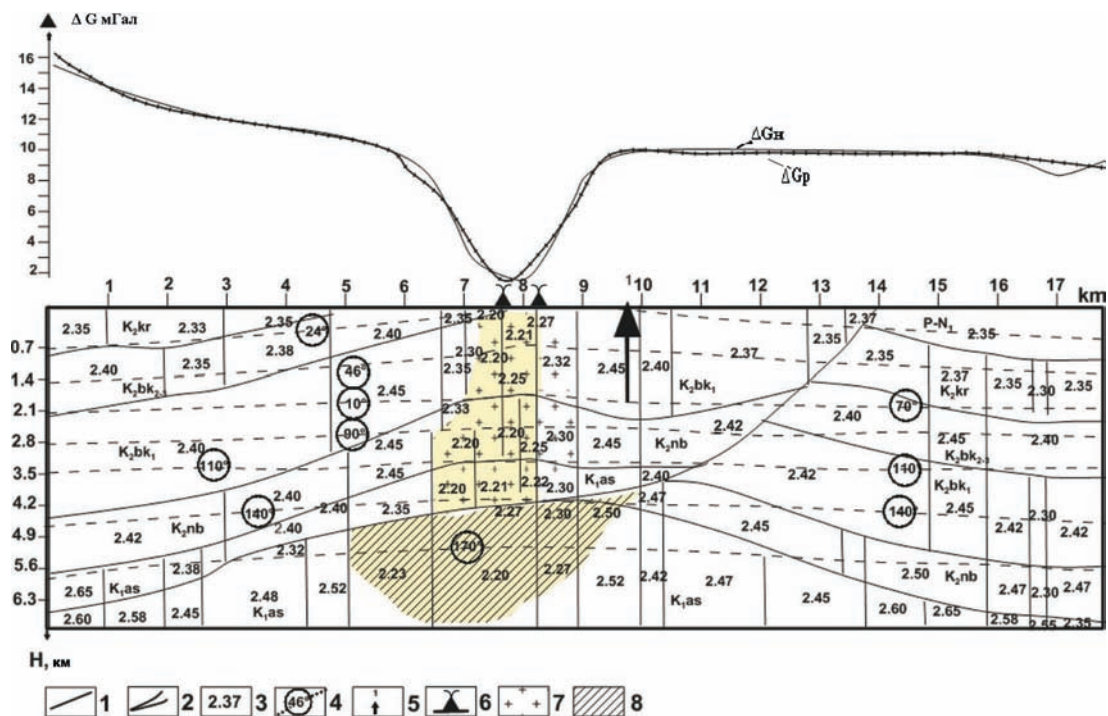 Δ G мГал
16
14
12
10
8
6
4
2
ΔGн
ΔGр
1 2 3 4 5 6 7 8 9 1 10 11 12 13 14 15 16 17 km
0.7
1.4
2.1
2.8
3.5
4.2
4.9
5.6
6.3
2.35 K₂kr 2.33 2.35 24° 2.40 2.35 2.20 2.21 2.27 2.37 P-N₁ 2.35
2.40 2.35 2.38 46° 2.30 2.20 2.32 2.37 2.35 2.35
K₂bk₂₋₃ 2.45 2.35 2.25 2.45 2.40 K₂bk₁ 2.37 K₂kr 2.35 2.30 2.35
2.33 70° 2.40
2.40 90° 2.45 2.20 2.20 2.25 2.30 2.45 K₂nb 2.42 2.45 K₂bk₂₋₃ 2.40
K₂bk₁ 110° 2.45 K₁as 2.40 2.42 110 K₂bk₁
2.40 140° 2.40 2.35 2.20 2.21 2.22 2.30 2.47 140 2.45 2.30
2.42 K₂nb 2.40 2.27 2.30 2.50 2.45 2.42 2.42
2.38 2.32 170 2.50 K₂nb
2.65 K₁as 2.48 2.52 2.23 2.20 2.27 2.52 2.42 2.47 2.47 2.30 2.47
2.60 2.58 2.45 K₁as K₁as 2.45 2.60 2.65 2.58 2.55 2.35
H, км
1 2 2.37 3 46° 4 1 5 6 7 8